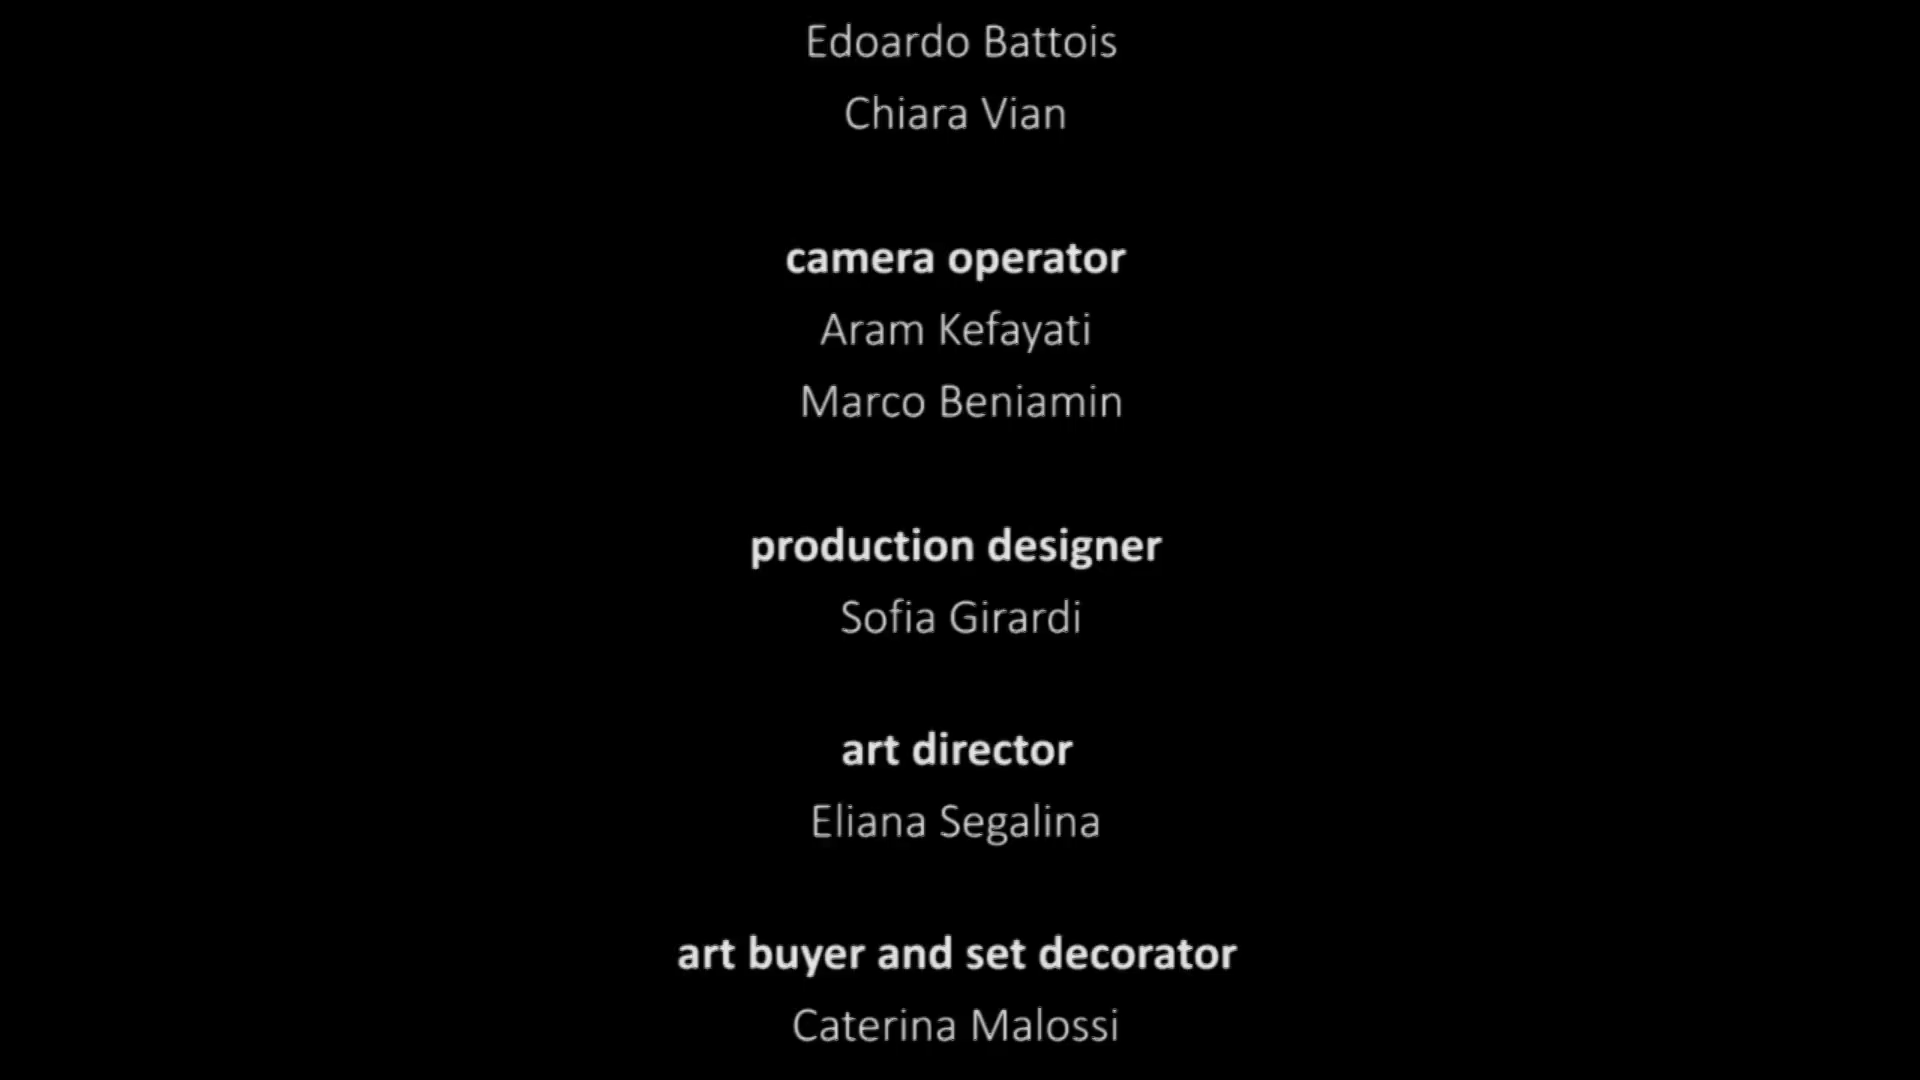 Edoardo Battois
Chiara Vian
camera operator
Aram Kefayati
Marco Beniamin
production designer
Sofia Girardi
art director
Eliana Segalina
art buyer and set decorator
Caterina Malossi